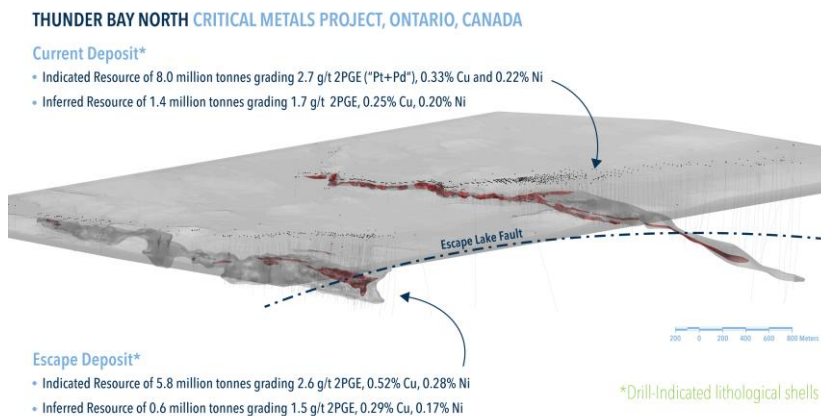 THUNDER BAY NORTH CRITICAL METALS PROJECT, ONTARIO, CANADA
Current Deposit*
• Indicated Resource of 8.0 million tonnes grading 2.7 g/t 2PGE (“Pt+Pd”), 0.33% Cu and 0.22% Ni
• Inferred Resource of 1.4 million tonnes grading 1.7 g/t 2PGE, 0.25% Cu, 0.20% Ni
Escape Lake Fault
200 0 200 400 600 800 Meters
Escape Deposit*
• Indicated Resource of 5.8 million tonnes grading 2.6 g/t 2PGE, 0.52% Cu, 0.28% Ni
• Inferred Resource of 0.6 million tonnes grading 1.5 g/t 2PGE, 0.29% Cu, 0.17% Ni
*Drill-Indicated lithological shells